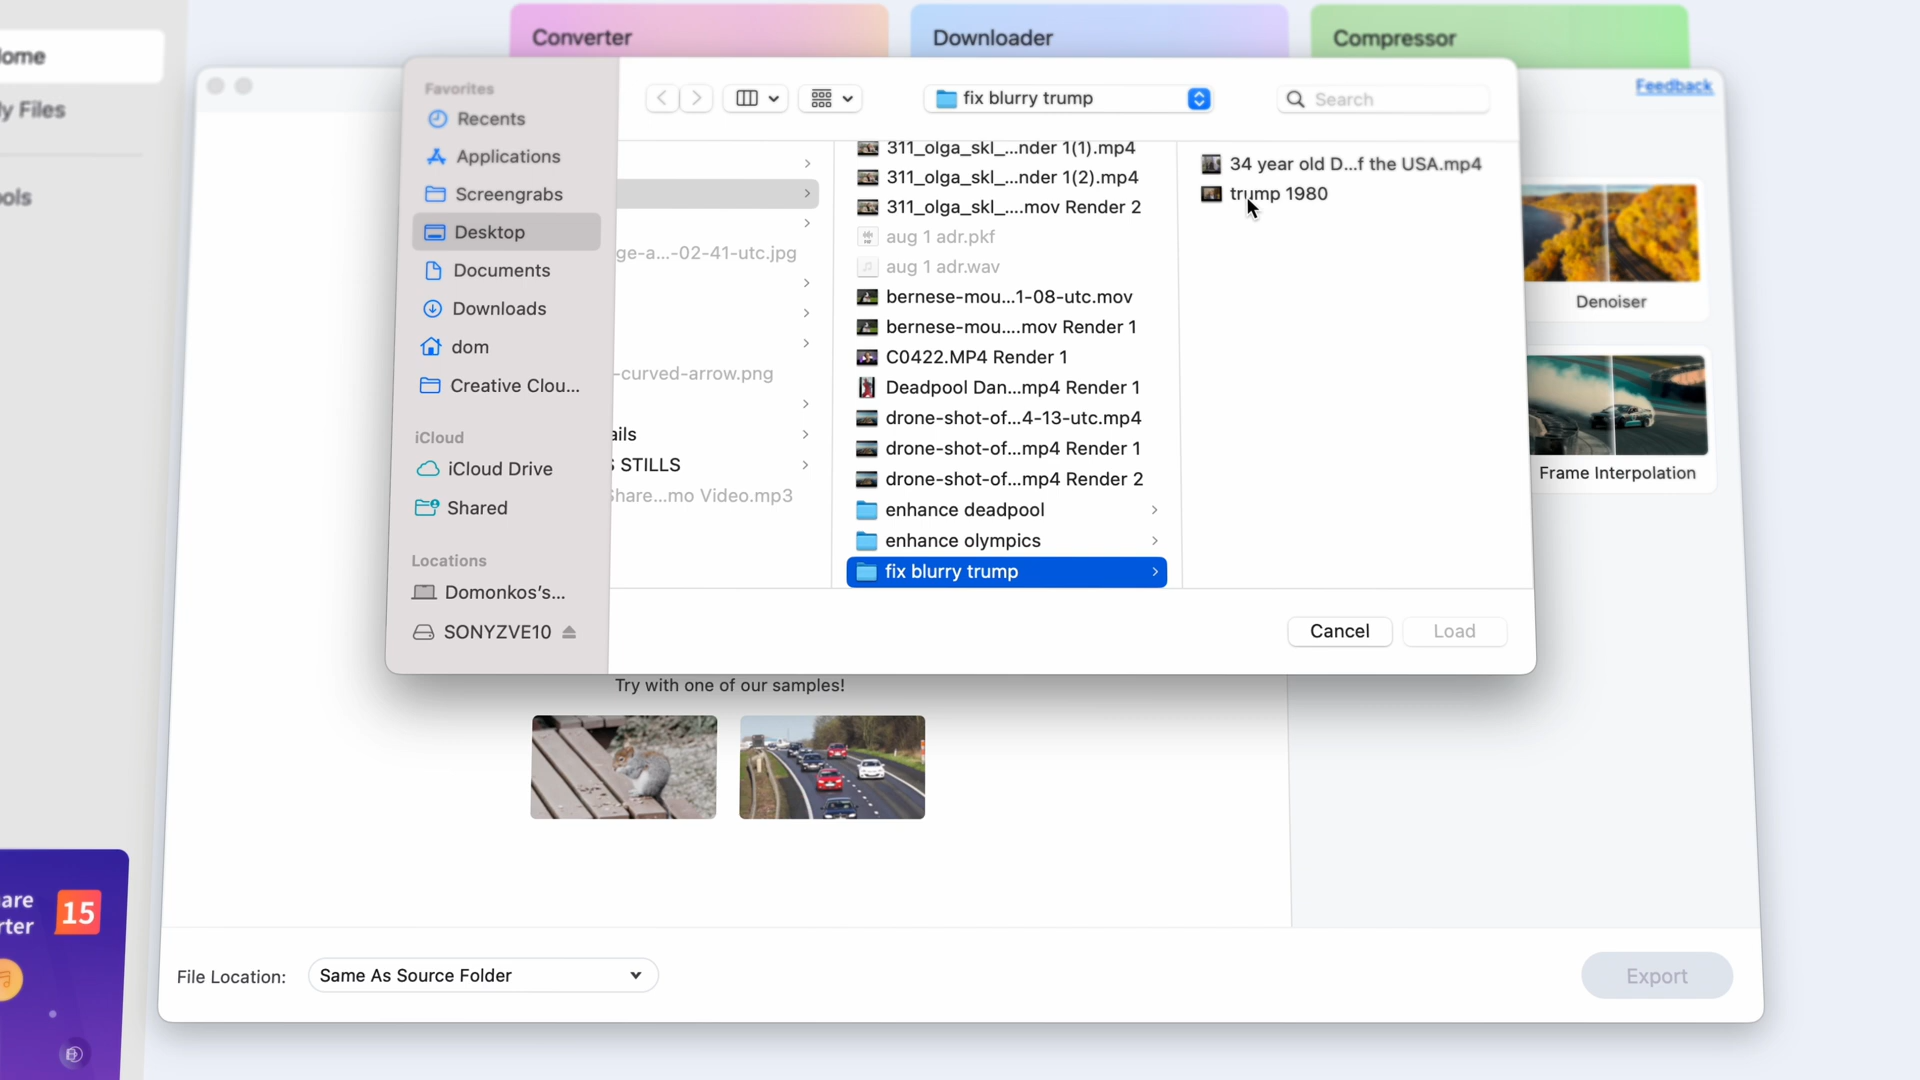 Converter
Downloader
Compressor
ome
y Files
ols
Feedback
Favorites
Recents
Applications
Screengrabs
Desktop
Documents
Downloads
dom
Creative Clou...
iCloud
iCloud Drive
Shared
Locations
Domonkos's...
SONYZVE10
fix blurry trump
Search
ge-a...-02-41-utc.jpg
-curved-arrow.png
ails
STILLS
hare...mo Video.mp3
311_olga_skl_...nder 1(1).mp4
311_olga_skl_...nder 1(2).mp4
311_olga_skl_....mov Render 2
aug 1 adr.pkf
aug 1 adr.wav
bernese-mou...1-08-utc.mov
bernese-mou....mov Render 1
C0422.MP4 Render 1
Deadpool Dan...mp4 Render 1
drone-shot-of...4-13-utc.mp4
drone-shot-of...mp4 Render 1
drone-shot-of...mp4 Render 2
enhance deadpool
enhance olympics
fix blurry trump
34 year old D...f the USA.mp4
trump 1980
Cancel
Load
Denoiser
Frame Interpolation
Try with one of our samples!
are
rter
15
File Location:
Same As Source Folder
Export